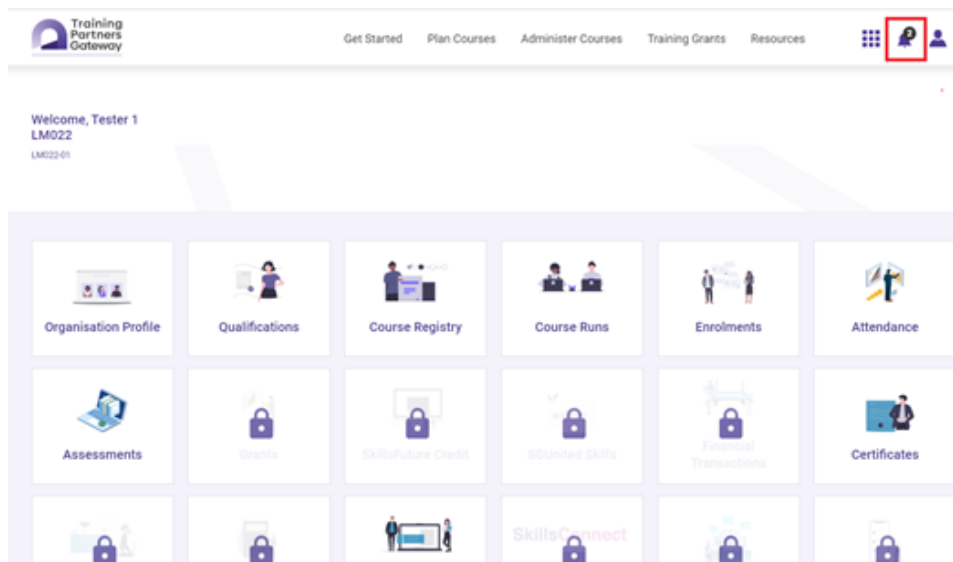 Training
Partners
Gateway
Get Started Plan Courses Administer Courses Training Grants Resources
2
Welcome, Tester 1
LM022
LM022-01
Organisation Profile Qualifications Course Registry Course Runs Enrolments Attendance
Assessments Grants SkillsFuture Credit SGUnited Skills Financial Transactions Certificates
SkillsConnect